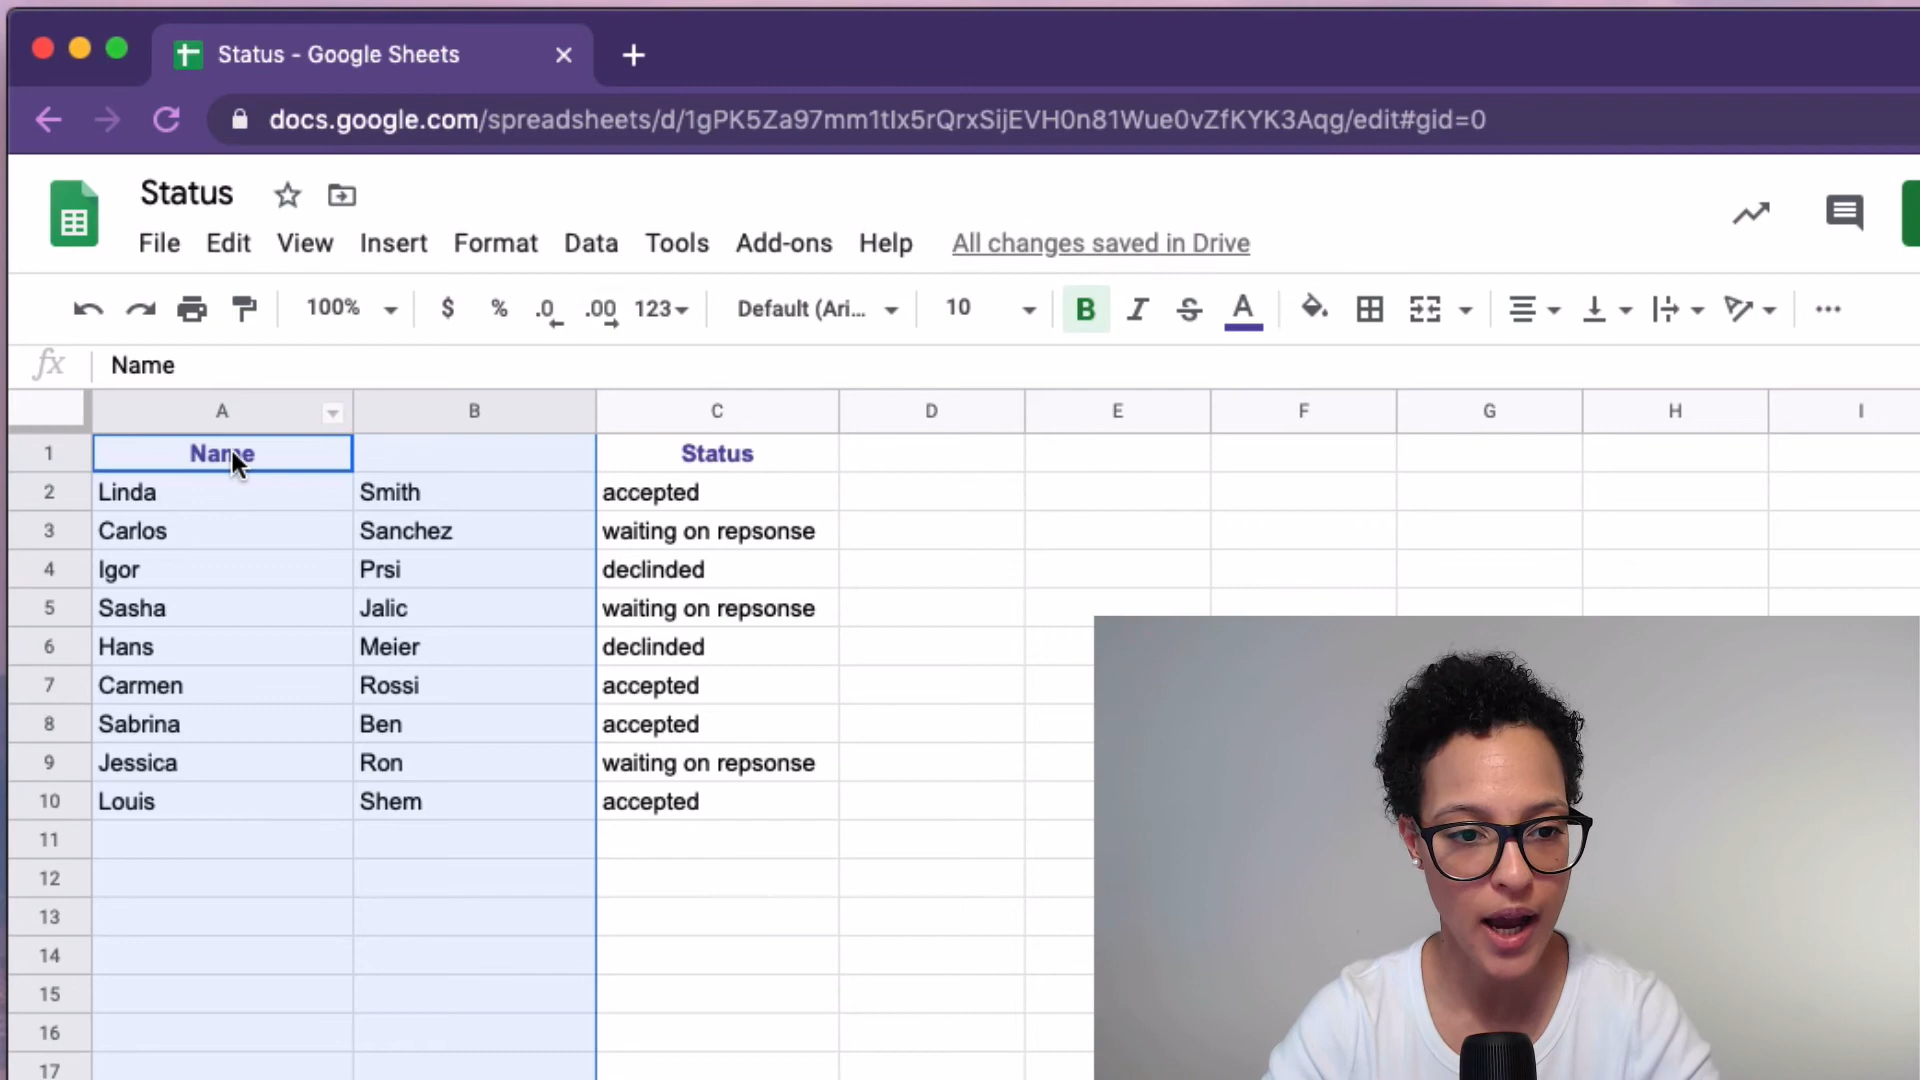 Status - Google Sheets
docs.google.com/spreadsheets/d/1gPK5Za97mm1tIx5rQrxSijEVH0n81Wue0vZfKYK3Aqg/edit#gid=0
Status
File Edit View Insert Format Data Tools Add-ons Help All changes saved in Drive
100% $ % .0 .00 123 Default (Ari... 10 B I S A
fx Name
A B C D E F G H I
1 Name Status
2 Linda Smith accepted
3 Carlos Sanchez waiting on repsonse
4 Igor Prsi declinded
5 Sasha Jalic waiting on repsonse
6 Hans Meier declinded
7 Carmen Rossi accepted
8 Sabrina Ben accepted
9 Jessica Ron waiting on repsonse
10 Louis Shem accepted
11
12
13
14
15
16
17